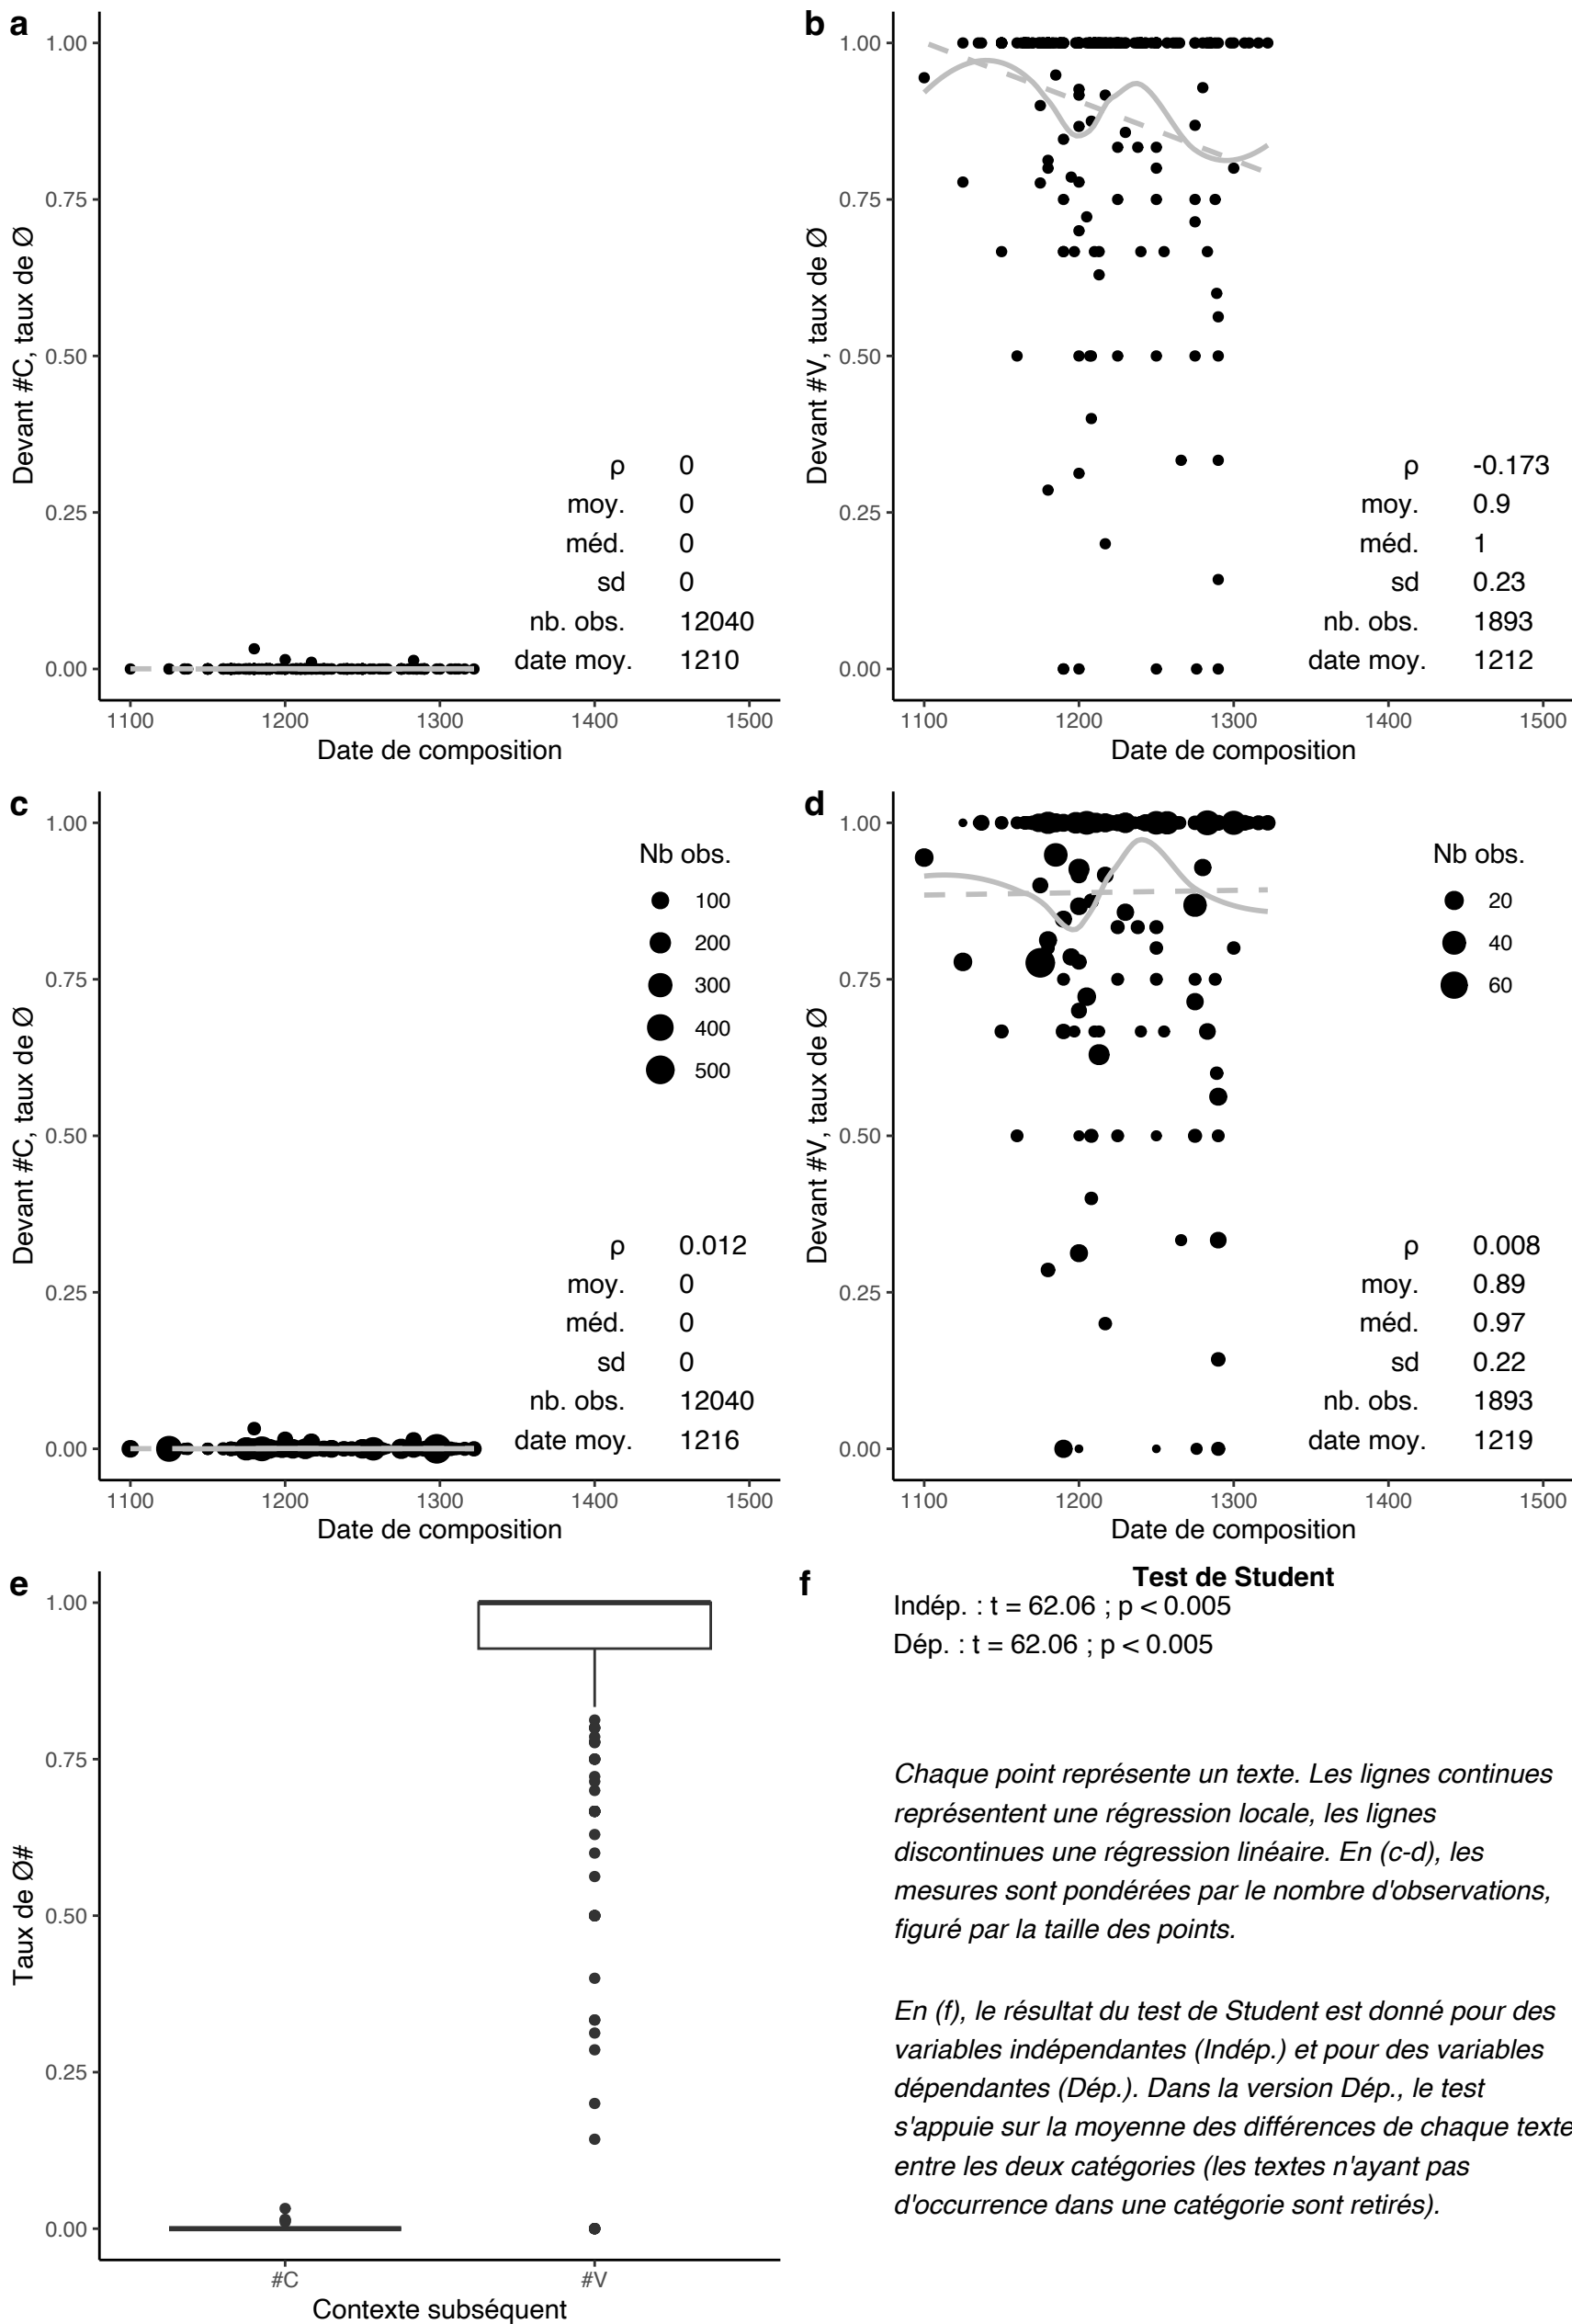 a
1.00
0.75
0.50
0.25
0.00
Devant #C, taux de Ø
ρ 0
moy. 0
méd. 0
sd 0
nb. obs. 12040
date moy. 1210
1100 1200 1300 1400 1500
Date de composition
b
1.00
0.75
0.50
0.25
0.00
Devant #V, taux de Ø
ρ -0.173
moy. 0.9
méd. 1
sd 0.23
nb. obs. 1893
date moy. 1212
1100 1200 1300 1400 1500
Date de composition
c
1.00
0.75
0.50
0.25
0.00
Devant #C, taux de Ø
Nb obs.
100
200
300
400
500
ρ 0.012
moy. 0
méd. 0
sd 0
nb. obs. 12040
date moy. 1216
1100 1200 1300 1400 1500
Date de composition
d
1.00
0.75
0.50
0.25
0.00
Devant #V, taux de Ø
Nb obs.
20
40
60
ρ 0.008
moy. 0.89
méd. 0.97
sd 0.22
nb. obs. 1893
date moy. 1219
1100 1200 1300 1400 1500
Date de composition
e
1.00
0.75
0.50
0.25
0.00
Taux de Ø#
#C #V
Contexte subséquent
f
Test de Student
Indép. : t = 62.06 ; p < 0.005
Dép. : t = 62.06 ; p < 0.005
Chaque point représente un texte. Les lignes continues
représentent une régression locale, les lignes
discontinues une régression linéaire. En (c-d), les
mesures sont pondérées par le nombre d'observations,
figuré par la taille des points.
En (f), le résultat du test de Student est donné pour des
variables indépendantes (Indép.) et pour des variables
dépendantes (Dép.). Dans la version Dép., le test
s'appuie sur la moyenne des différences de chaque texte
entre les deux catégories (les textes n'ayant pas
d'occurrence dans une catégorie sont retirés).